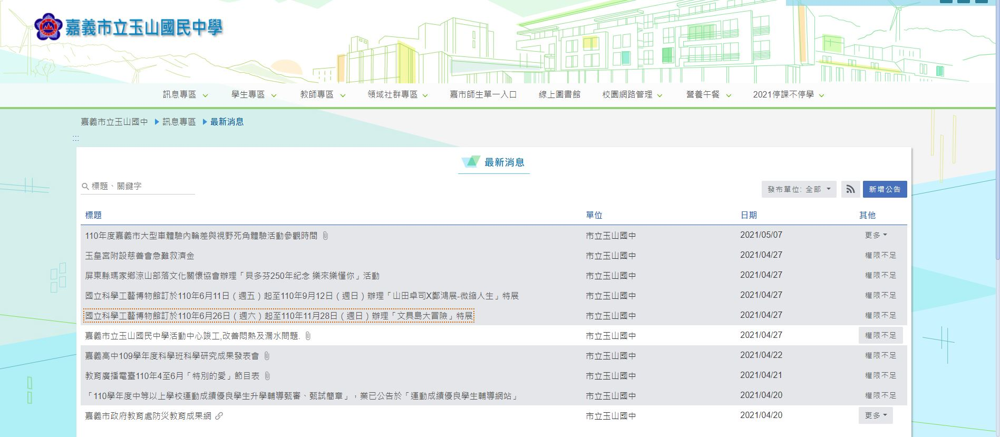 嘉義市立玉山國民中學
訊息專區 學生專區 教師專區 領域社群專區 嘉市師生單一入口 線上圖書館 校園網路管理 營養午餐 2021停課不停學
嘉義市立玉山國中 訊息專區 最新消息
:::
最新消息
標題、關鍵字 發布單位: 全部 新增公告
標題 單位 日期 其他
110年度嘉義市大型車體驗內輪差與視野死角體驗活動參觀時間 市立玉山國中 2021/05/07 更多
玉皇宮附設慈善會急難救濟金 市立玉山國中 2021/04/27 權限不足
屏東縣瑪家鄉涼山部落文化關懷協會辦理「貝多芬250年紀念 樂來樂懂你」活動 市立玉山國中 2021/04/27 權限不足
國立科學工藝博物館訂於110年6月11日（週五）起至110年9月12日（週日）辦理「山田卓司X鄭鴻展-微縮人生」特展 市立玉山國中 2021/04/27 權限不足
國立科學工藝博物館訂於110年6月26日（週六）起至110年11月28日（週日）辦理「文具島大冒險」特展 市立玉山國中 2021/04/27 權限不足
嘉義市立玉山國民中學活動中心竣工,改善悶熱及漏水問題. 市立玉山國中 2021/04/27 權限不足
嘉義高中109學年度科學班科學研究成果發表會 市立玉山國中 2021/04/22 權限不足
教育廣播電臺110年4至6月「特別的愛」節目表 市立玉山國中 2021/04/21 權限不足
「110學年度中等以上學校運動成績優良學生升學輔導甄審、甄試簡章」，業已公告於「運動成績優良學生輔導網站」 市立玉山國中 2021/04/20 權限不足
嘉義市政府教育處防災教育成果網 市立玉山國中 2021/04/20 更多